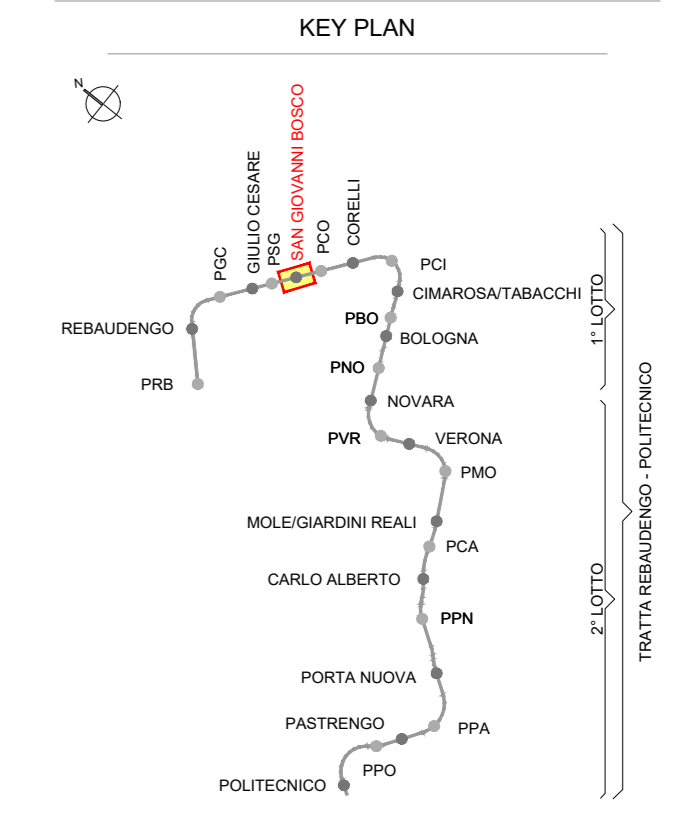 KEY PLAN
N
PGC
GIULIO CESARE
PSG
SAN GIOVANNI BOSCO
PCO
CORELLI
PCI
CIMAROSA/TABACCHI
REBAUDENGO
PBO
BOLOGNA
PNO
PRB
NOVARA
PVR
VERONA
PMO
MOLE/GIARDINI REALI
PCA
CARLO ALBERTO
PPN
PORTA NUOVA
PASTRENGO
PPA
PPO
POLITECNICO
1° LOTTO
2° LOTTO
TRATTA REBAUDENGO - POLITECNICO